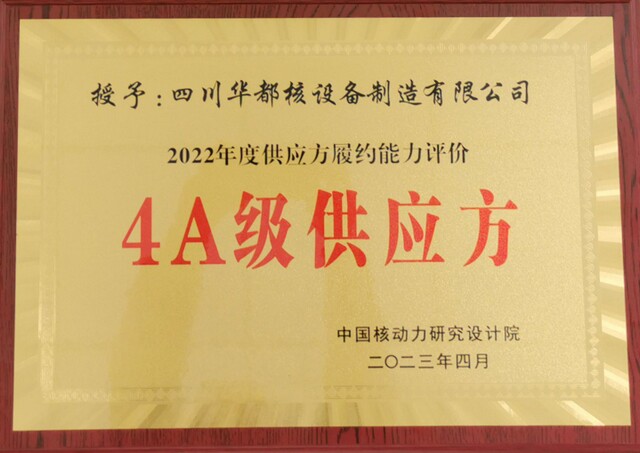 授予：四川华都核设备制造有限公司
2022年度供应方履约能力评价
4A级供应方
中国核动力研究设计院
二〇二三年四月